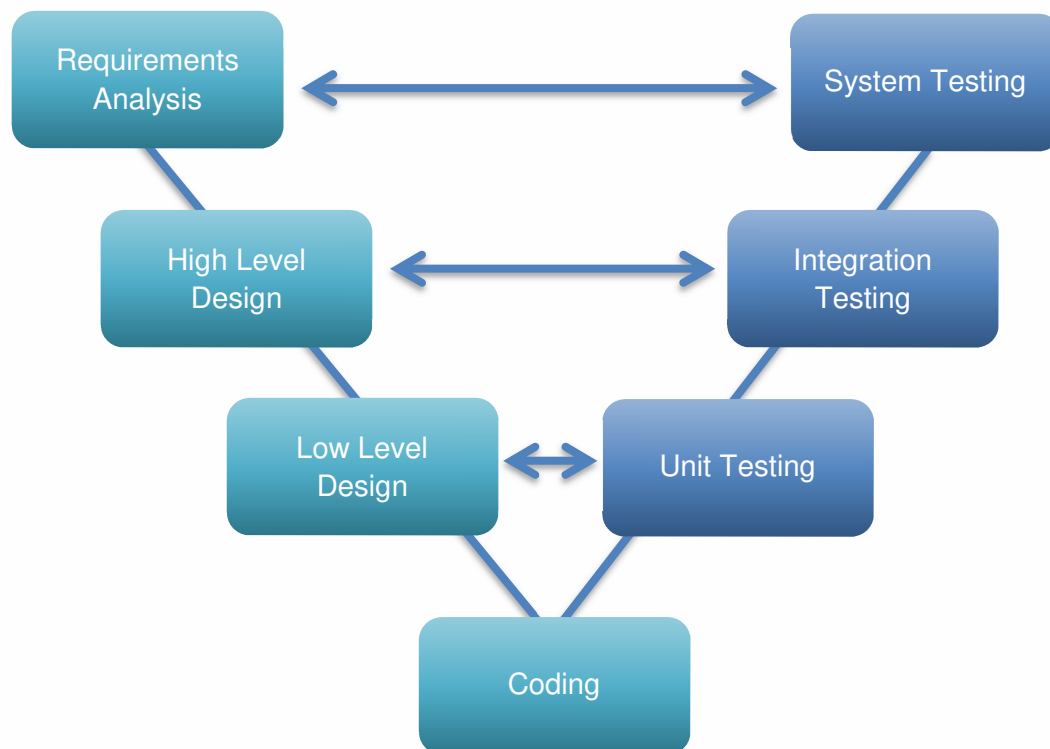 Requirements
Analysis
System Testing
High Level
Design
Integration
Testing
Low Level
Design
Unit Testing
Coding